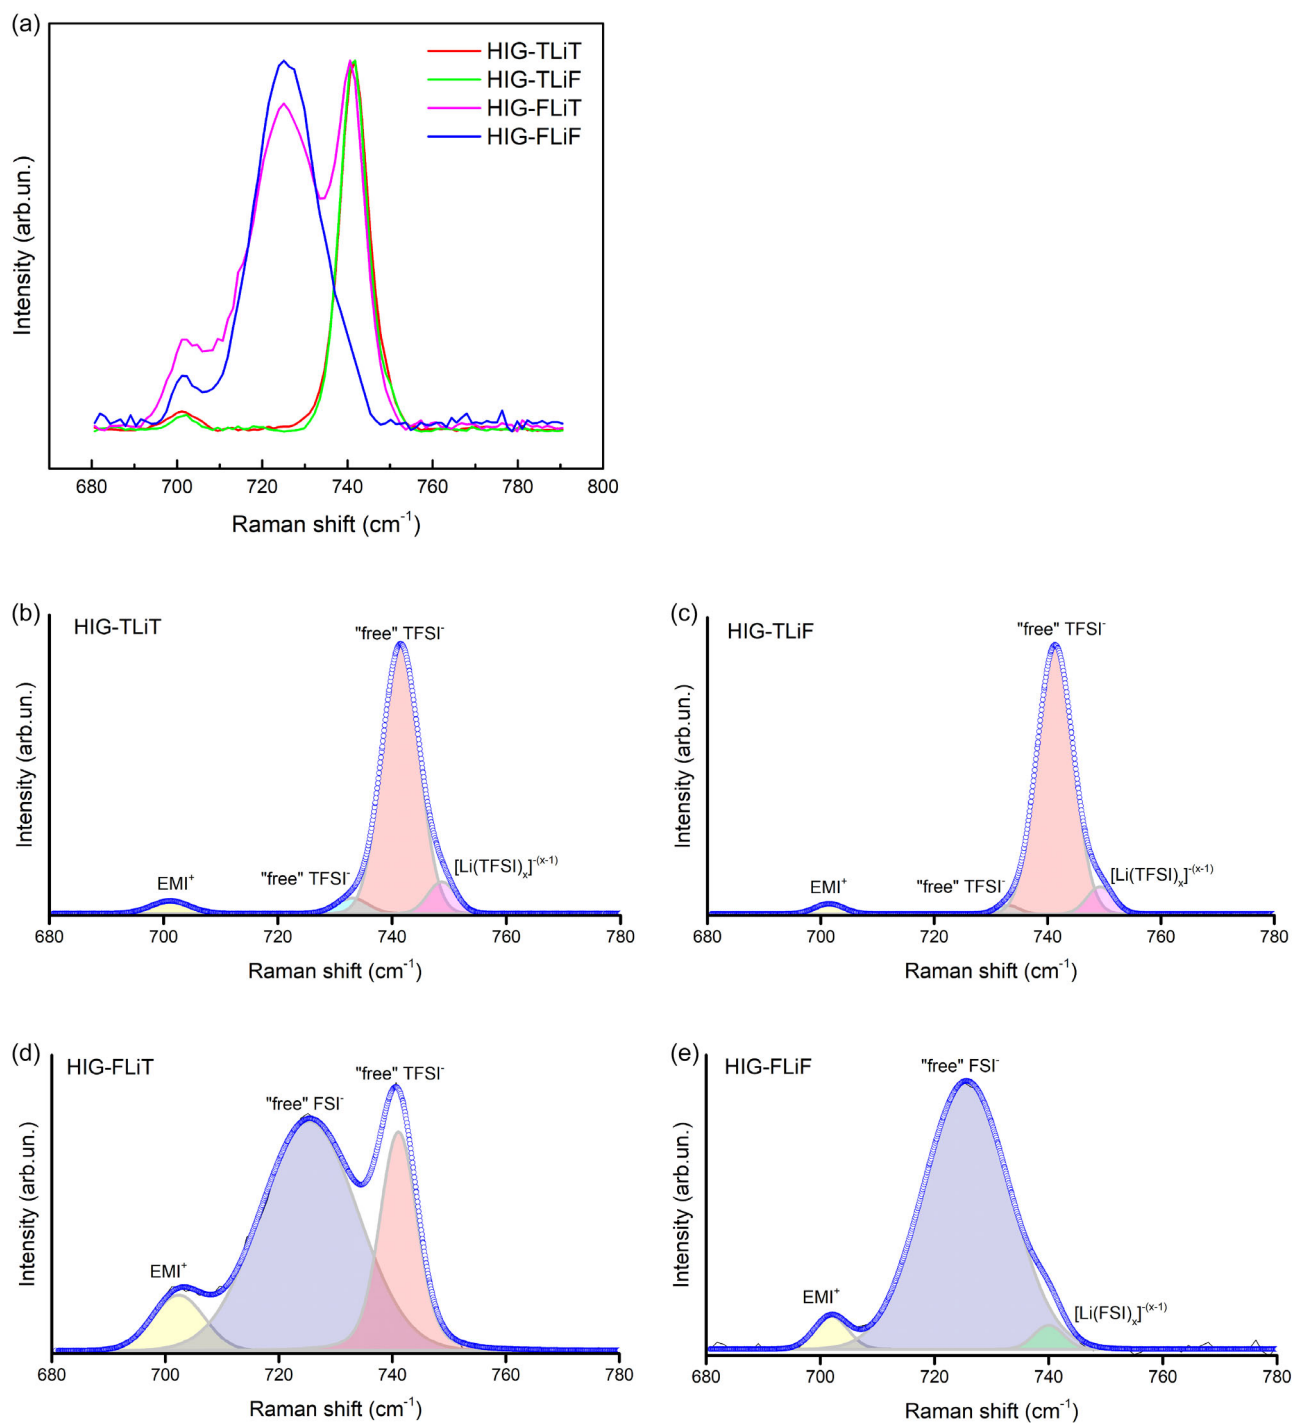 (a)
HIG-TLiT
HIG-TLiF
HIG-FLiT
HIG-FLiF
Intensity (arb.un.)
680 700 720 740 760 780 800
Raman shift (cm⁻¹)
(b)
HIG-TLiT
"free" TFSI⁻
"free" TFSI⁻
[Li(TFSI)ₓ]⁻⁽ˣ⁻¹⁾
EMI⁺
Intensity (arb.un.)
680 700 720 740 760 780
Raman shift (cm⁻¹)
(c)
HIG-TLiF
"free" TFSI⁻
[Li(TFSI)ₓ]⁻⁽ˣ⁻¹⁾
EMI⁺
"free" TFSI⁻
Intensity (arb.un.)
680 700 720 740 760 780
Raman shift (cm⁻¹)
(d)
HIG-FLiT
"free" TFSI⁻
"free" FSI⁻
EMI⁺
Intensity (arb.un.)
680 700 720 740 760 780
Raman shift (cm⁻¹)
(e)
HIG-FLiF
"free" FSI⁻
EMI⁺
[Li(FSI)ₓ]⁻⁽ˣ⁻¹⁾
Intensity (arb.un.)
680 700 720 740 760 780
Raman shift (cm⁻¹)